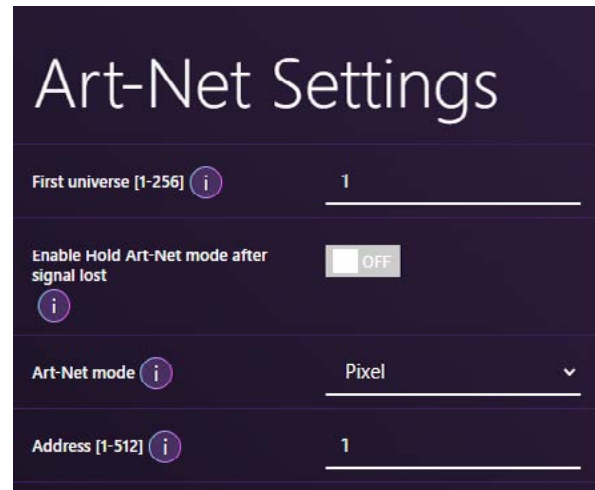 Art-Net Settings
First universe [1-256] i
1
Enable Hold Art-Net mode after
signal lost
i
OFF
Art-Net mode i
Pixel
Address [1-512] i
1